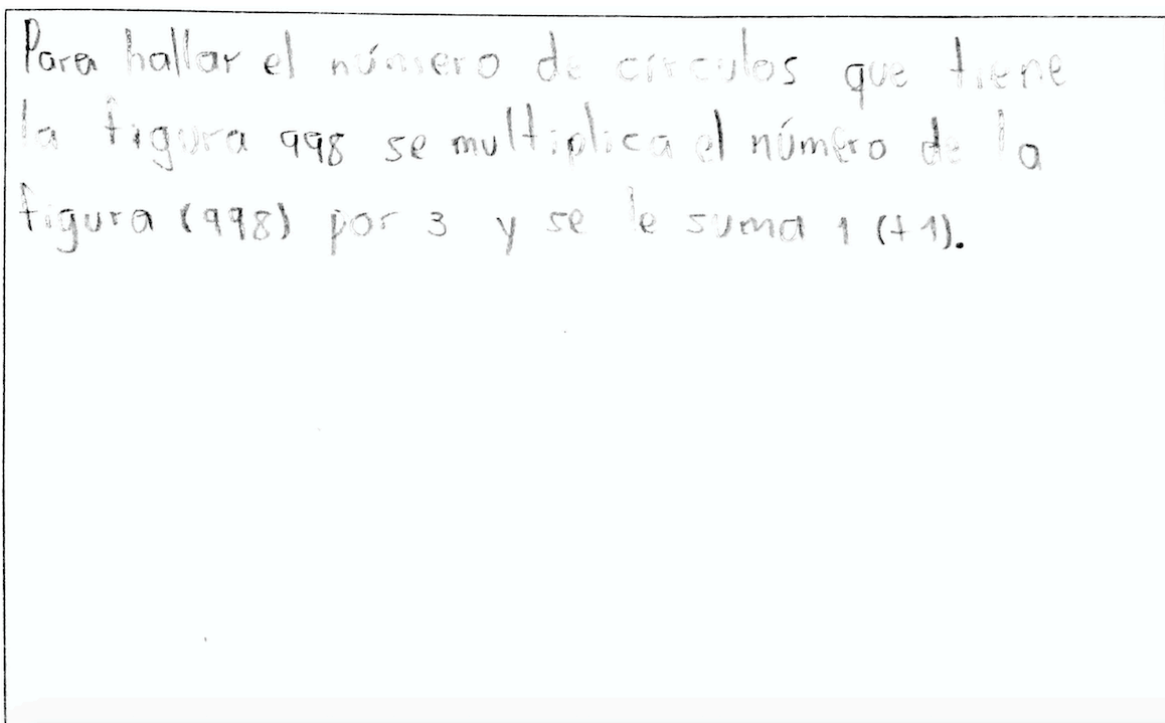 Para hallar el número de circulos que tiene
la figura 998 se multiplica el número de la
figura (998) por 3 y se le suma 1 (+1).